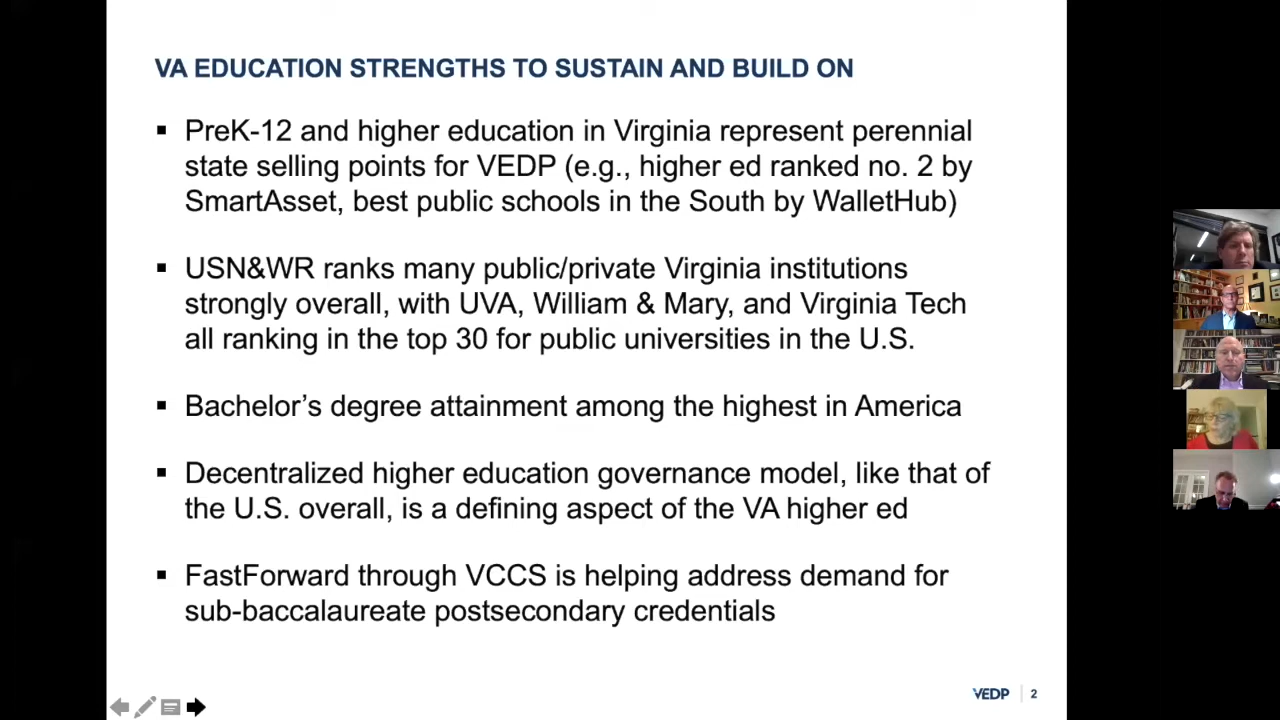 VA EDUCATION STRENGTHS TO SUSTAIN AND BUILD ON
▪ PreK-12 and higher education in Virginia represent perennial
state selling points for VEDP (e.g., higher ed ranked no. 2 by
SmartAsset, best public schools in the South by WalletHub)
▪ USN&WR ranks many public/private Virginia institutions
strongly overall, with UVA, William & Mary, and Virginia Tech
all ranking in the top 30 for public universities in the U.S.
▪ Bachelor’s degree attainment among the highest in America
▪ Decentralized higher education governance model, like that of
the U.S. overall, is a defining aspect of the VA higher ed
▪ FastForward through VCCS is helping address demand for
sub-baccalaureate postsecondary credentials
VEDP | 2